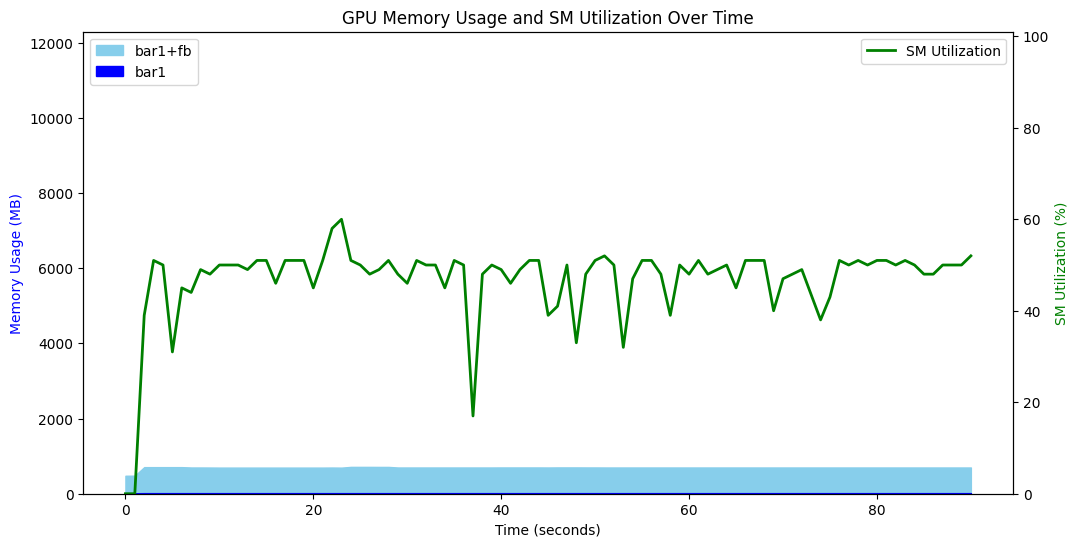 GPU Memory Usage and SM Utilization Over Time
bar1+fb
bar1
SM Utilization
Memory Usage (MB)
12000
10000
8000
6000
4000
2000
0
SM Utilization (%)
100
80
60
40
20
0
0 20 40 60 80
Time (seconds)